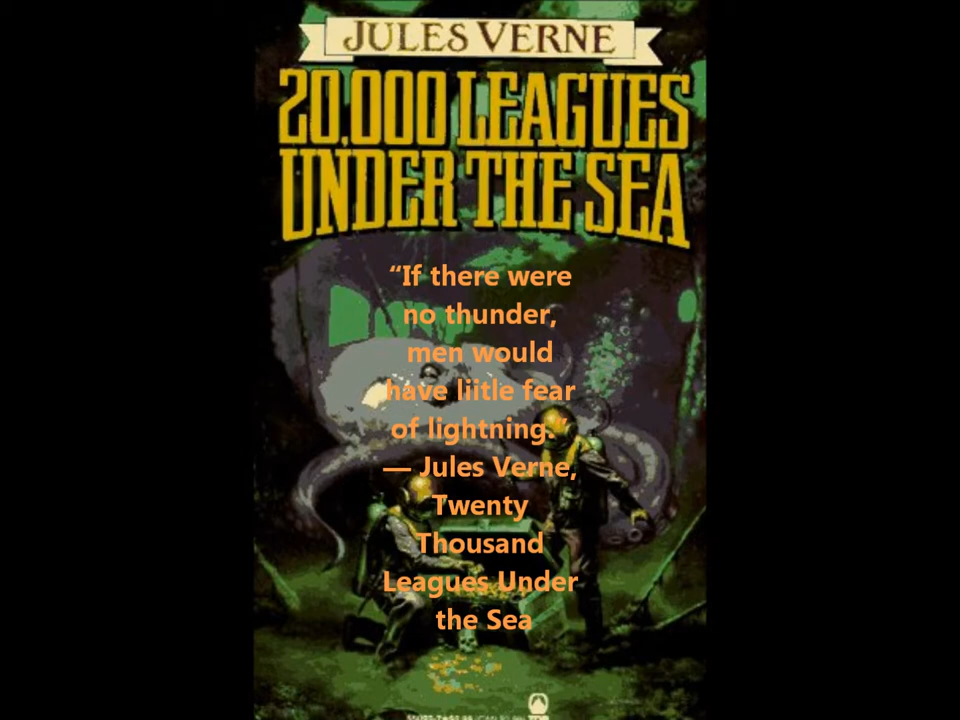 JULES VERNE
20,000 LEAGUES
UNDER THE SEA
“If there were
no thunder,
men would
have liitle fear
of lightning.”
― Jules Verne,
Twenty
Thousand
Leagues Under
the Sea
TOR